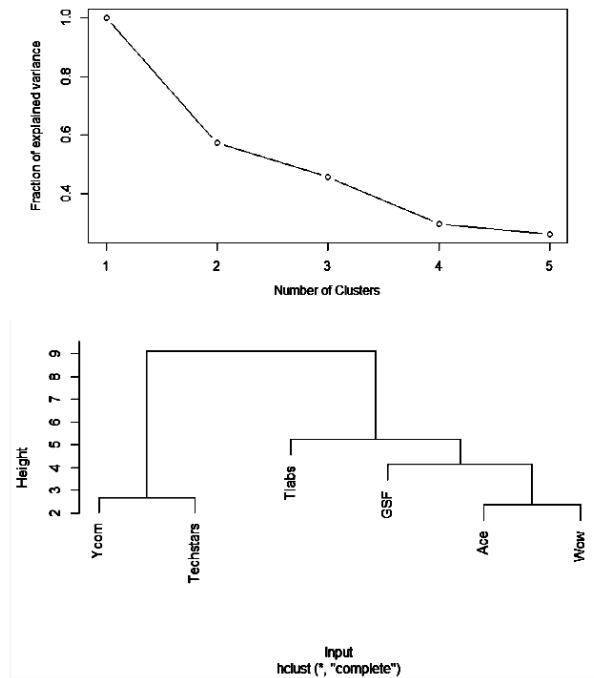 Fraction of explained variance
1.0
0.8
0.6
0.4
1 2 3 4 5
Number of Clusters
Height
9
8
7
6
5
4
3
2
Ycom
Techstars
Tlabs
GSF
Ace
Wow
Input
hclust (*, "complete")